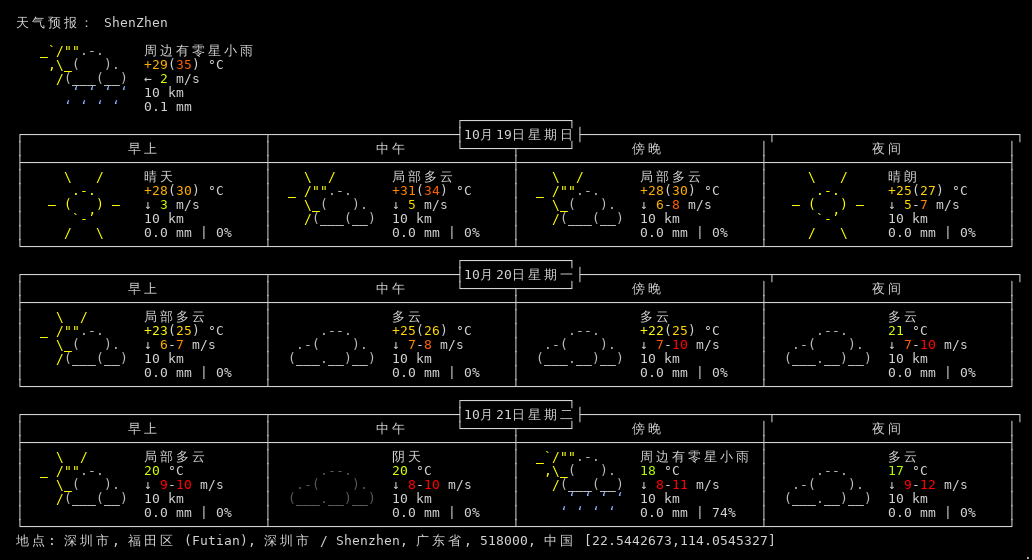 天气预报： ShenZhen
周边有零星小雨
+29(35) °C
← 2 m/s
10 km
0.1 mm
10月19日星期日
早上 中午 傍晚 夜间
晴天 局部多云 局部多云 晴朗
+28(30) °C +31(34) °C +28(30) °C +25(27) °C
↓ 3 m/s ↓ 5 m/s ↓ 6-8 m/s ↓ 5-7 m/s
10 km 10 km 10 km 10 km
0.0 mm | 0% 0.0 mm | 0% 0.0 mm | 0% 0.0 mm | 0%
10月20日星期一
早上 中午 傍晚 夜间
局部多云 多云 多云 多云
+23(25) °C +25(26) °C +22(25) °C 21 °C
↓ 6-7 m/s ↓ 7-8 m/s ↓ 7-10 m/s ↓ 7-10 m/s
10 km 10 km 10 km 10 km
0.0 mm | 0% 0.0 mm | 0% 0.0 mm | 0% 0.0 mm | 0%
10月21日星期二
早上 中午 傍晚 夜间
局部多云 阴天 周边有零星小雨 多云
20 °C 20 °C 18 °C 17 °C
↓ 9-10 m/s ↓ 8-10 m/s ↓ 8-11 m/s ↓ 9-12 m/s
10 km 10 km 10 km 10 km
0.0 mm | 0% 0.0 mm | 0% 0.0 mm | 74% 0.0 mm | 0%
地点: 深圳市, 福田区 (Futian), 深圳市 / Shenzhen, 广东省, 518000, 中国 [22.5442673,114.0545327]